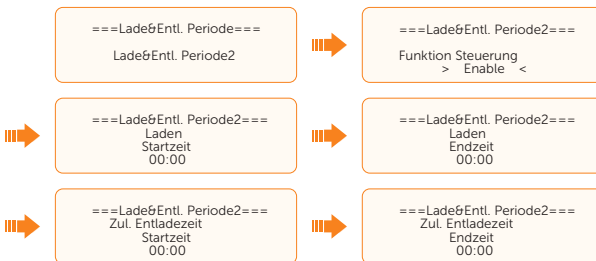 ===Lade&Entl. Periode===
Lade&Entl. Periode2
===Lade&Entl. Periode2===
Funktion Steuerung
> Enable <
===Lade&Entl. Periode2===
Laden
Startzeit
00:00
===Lade&Entl. Periode2===
Laden
Endzeit
00:00
===Lade&Entl. Periode2===
Zul. Entladezeit
Startzeit
00:00
===Lade&Entl. Periode2===
Zul. Entladezeit
Endzeit
00:00